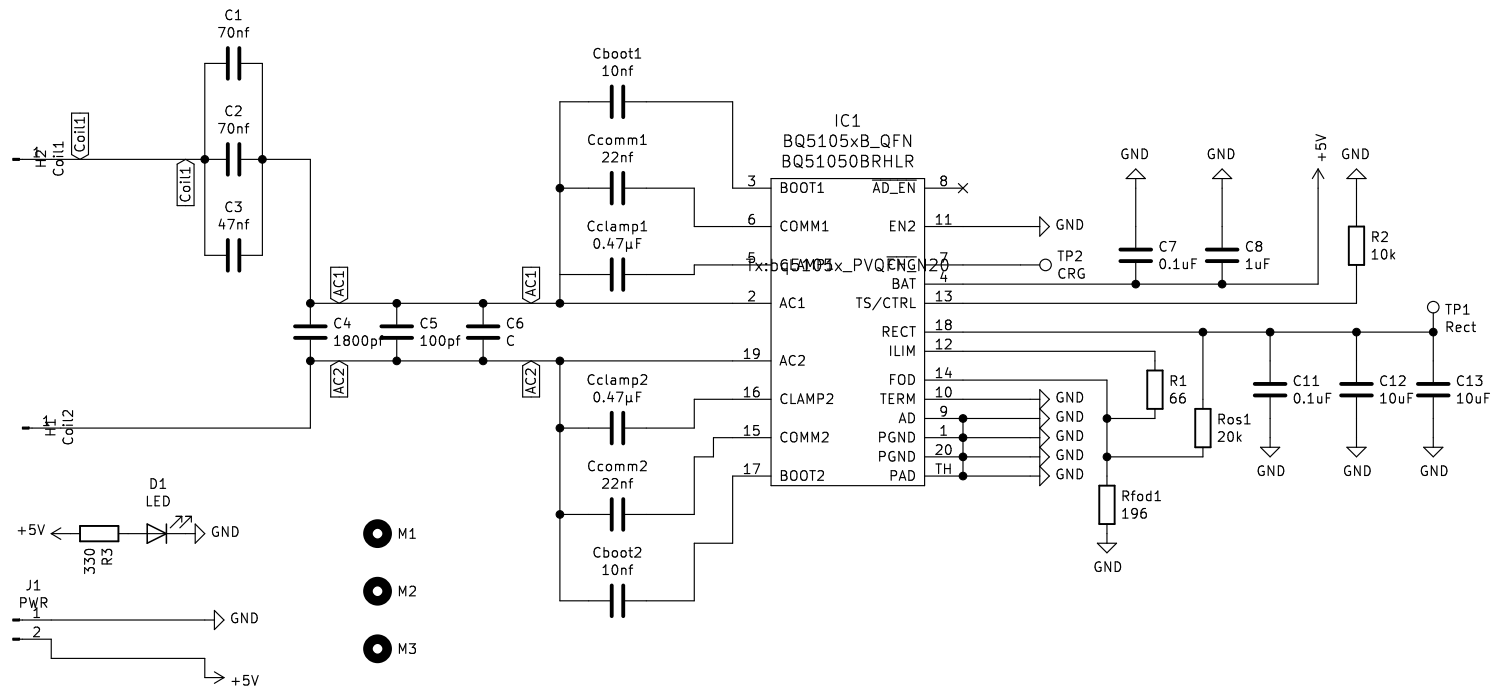 C1
70nf
C2
70nf
C3
47nf
Coil1
Coil1
H2
1
Coil1
H1
1
Coil2
AC1
AC1
AC2
AC2
C4
1800pf
C5
100pf
C6
C
Cboot1
10nf
Ccomm1
22nf
Cclamp1
0.47µF
Cclamp2
0.47µF
Ccomm2
22nf
Cboot2
10nf
IC1
BQ5105xB_QFN
BQ51050BRHLR
3
BOOT1
6
COMM1
5
CLAMP1
2
AC1
19
AC2
16
CLAMP2
15
COMM2
17
BOOT2
AD_EN
8
EN2
11
GND
7
TP2
CRG
BAT
4
TS/CTRL
13
RECT
18
ILIM
12
FOD
14
TERM
10
GND
AD
9
GND
PGND
1
GND
PGND
20
GND
PAD
TH
GND
GND
C7
0.1uF
GND
C8
1uF
+5V
GND
R2
10k
TP1
Rect
R1
66
Ros1
20k
Rfod1
196
GND
C11
0.1uF
GND
C12
10uF
GND
C13
10uF
GND
D1
LED
+5V
330
R3
GND
J1
PWR
1
GND
2
+5V
M1
M2
M3